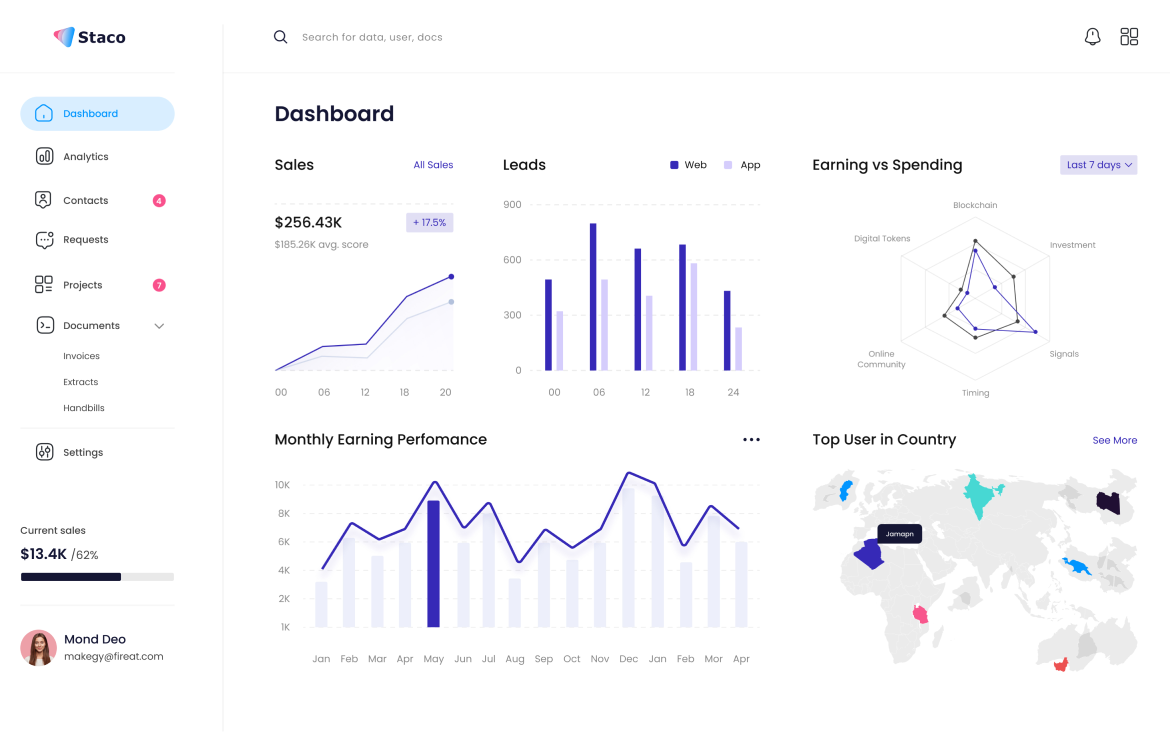 Staco
Search for data, user, docs
Dashboard
Analytics
Contacts
4
Requests
Projects
7
Documents
Invoices
Extracts
Handbills
Settings
Current sales
$13.4K /62%
Mond Deo
makegy@fireat.com
Dashboard
Sales
All Sales
$256.43K
+ 17.5%
$185.26K avg. score
00 06 12 18 20
Leads
Web App
900
600
300
0
00 06 12 18 24
Earning vs Spending
Last 7 days
Blockchain
Digital Tokens
Investment
Online
Community
Signals
Timing
Monthly Earning Perfomance
10K
8K
6K
4K
2K
1K
Jan Feb Mar Apr May Jun Jul Aug Sep Oct Nov Dec Jan Feb Mor Apr
Top User in Country
See More
Jamapn